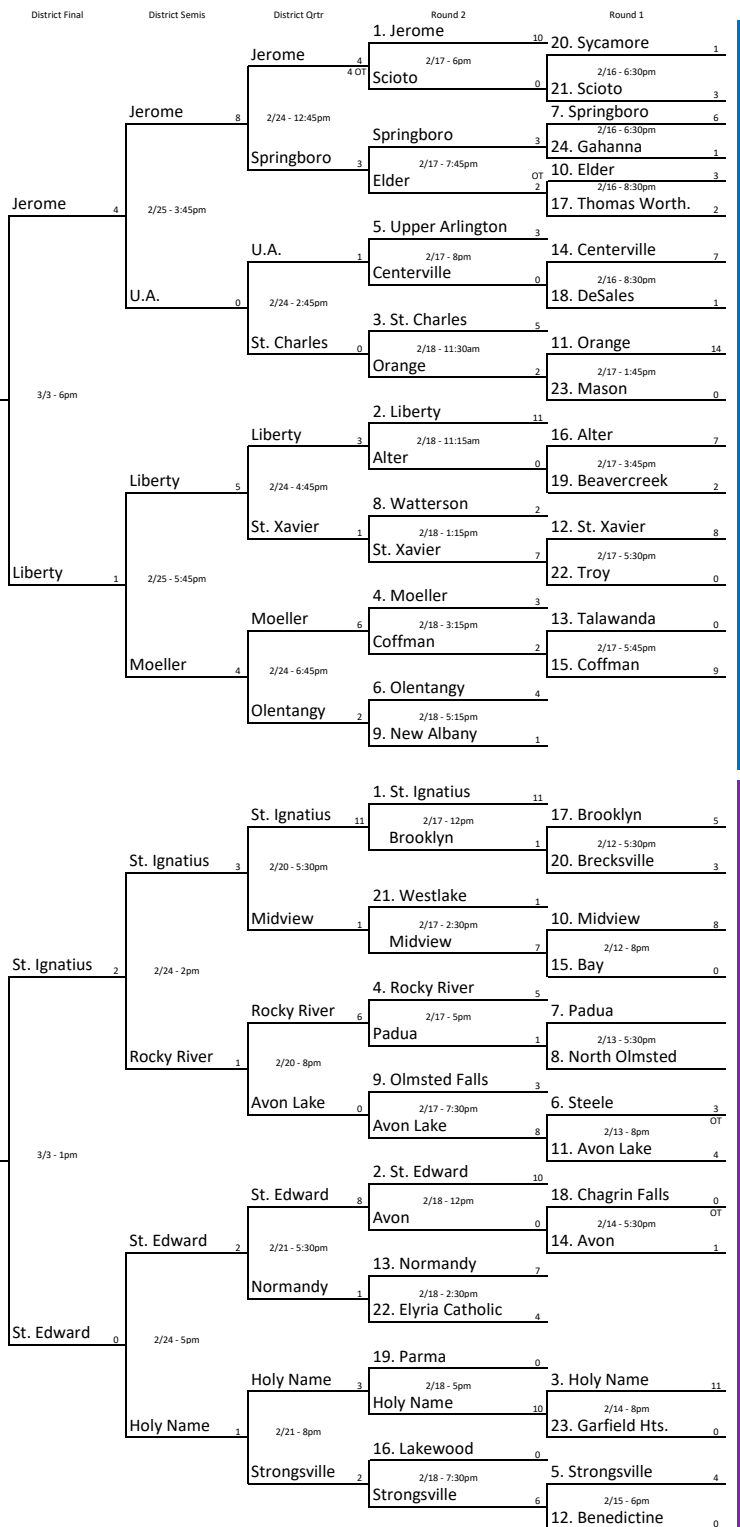 District Final District Semis District Qrtr Round 2 Round 1
1. Jerome 10
20. Sycamore 1
Jerome 4
4 OT
2/17 - 6pm
Scioto 0
2/16 - 6:30pm
21. Scioto 3
Jerome 8
2/24 - 12:45pm
7. Springboro 6
Springboro 3
2/16 - 6:30pm
24. Gahanna 1
Springboro 3
2/17 - 7:45pm
Elder OT
2
10. Elder 3
2/16 - 8:30pm
17. Thomas Worth. 2
Jerome 4
2/25 - 3:45pm
5. Upper Arlington 3
14. Centerville 7
U.A. 1
2/17 - 8pm
Centerville 0
2/16 - 8:30pm
18. DeSales 1
U.A. 0
2/24 - 2:45pm
3. St. Charles 5
11. Orange 14
St. Charles 0
2/18 - 11:30am
Orange 2
2/17 - 1:45pm
23. Mason 0
3/3 - 6pm
2. Liberty 11
16. Alter 7
Liberty 3
2/18 - 11:15am
Alter 0
2/17 - 3:45pm
19. Beavercreek 2
Liberty 5
2/24 - 4:45pm
8. Watterson 2
12. St. Xavier 8
St. Xavier 1
2/18 - 1:15pm
St. Xavier 7
2/17 - 5:30pm
22. Troy 0
Liberty 1
2/25 - 5:45pm
4. Moeller 3
13. Talawanda 0
Moeller 6
2/18 - 3:15pm
Coffman 2
2/17 - 5:45pm
15. Coffman 9
Moeller 4
2/24 - 6:45pm
6. Olentangy 4
Olentangy 2
2/18 - 5:15pm
9. New Albany 1
1. St. Ignatius 11
17. Brooklyn 5
St. Ignatius 11
2/17 - 12pm
Brooklyn 1
2/12 - 5:30pm
20. Brecksville 3
St. Ignatius 3
2/20 - 5:30pm
21. Westlake 1
10. Midview 8
Midview 1
2/17 - 2:30pm
Midview 7
2/12 - 8pm
15. Bay 0
St. Ignatius 2
2/24 - 2pm
4. Rocky River 5
7. Padua
Rocky River 6
2/17 - 5pm
Padua 1
2/13 - 5:30pm
8. North Olmsted
Rocky River 1
2/20 - 8pm
9. Olmsted Falls 3
6. Steele 3
OT
Avon Lake 0
2/17 - 7:30pm
Avon Lake 8
2/13 - 8pm
11. Avon Lake 4
3/3 - 1pm
2. St. Edward 10
18. Chagrin Falls 0
OT
St. Edward 8
2/18 - 12pm
Avon 0
2/14 - 5:30pm
14. Avon 1
St. Edward 2
2/21 - 5:30pm
13. Normandy 7
Normandy 1
2/18 - 2:30pm
22. Elyria Catholic 4
St. Edward 0
2/24 - 5pm
19. Parma 0
3. Holy Name 11
Holy Name 3
2/18 - 5pm
Holy Name 10
2/14 - 8pm
23. Garfield Hts. 0
Holy Name 1
2/21 - 8pm
16. Lakewood 0
5. Strongsville 4
Strongsville 2
2/18 - 7:30pm
Strongsville 6
2/15 - 6pm
12. Benedictine 0